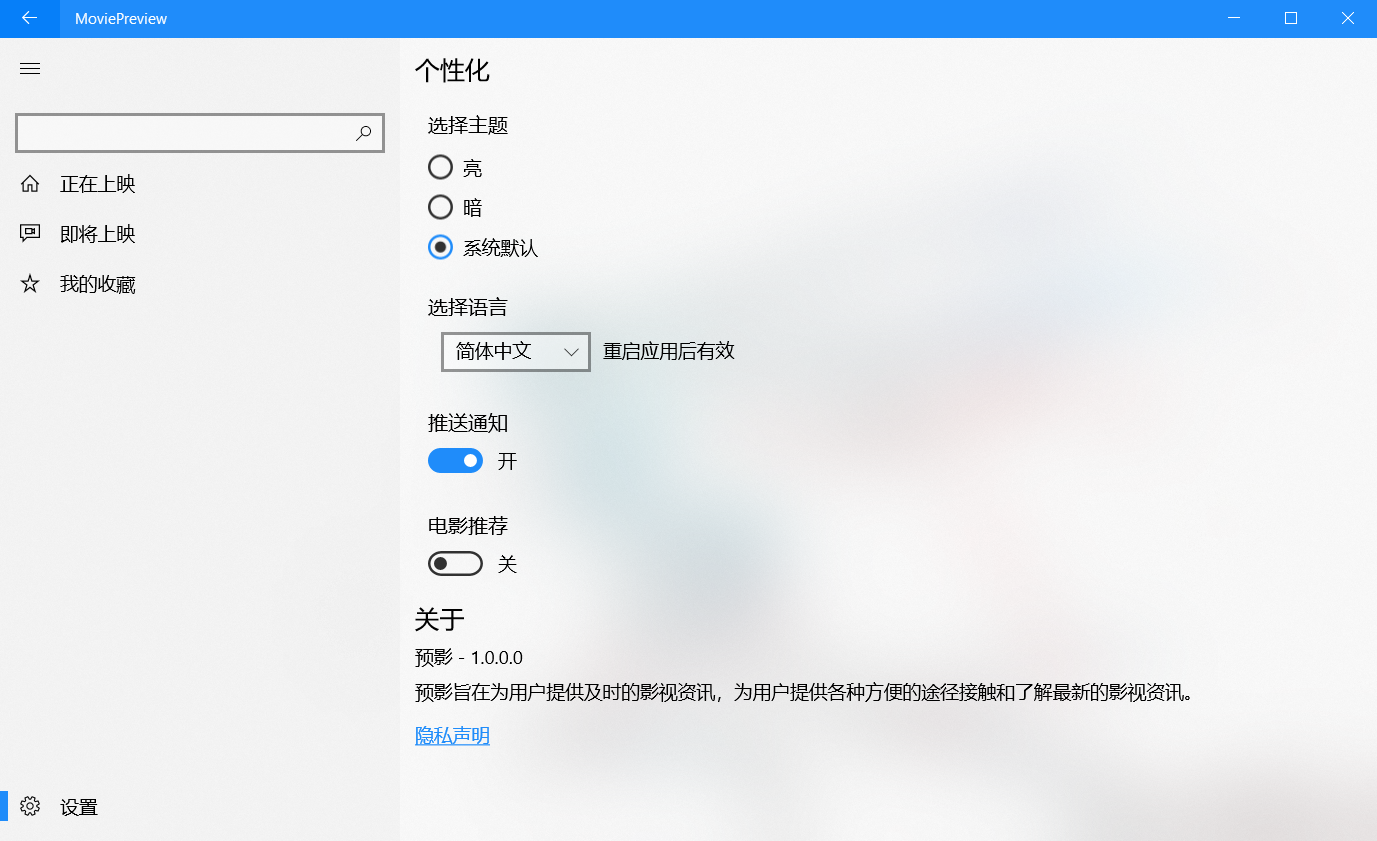 MoviePreview
正在上映
即将上映
我的收藏
设置
个性化
选择主题
亮
暗
系统默认
选择语言
简体中文 重启应用后有效
推送通知
开
电影推荐
关
关于
预影 - 1.0.0.0
预影旨在为用户提供及时的影视资讯，为用户提供各种方便的途径接触和了解最新的影视资讯。
隐私声明